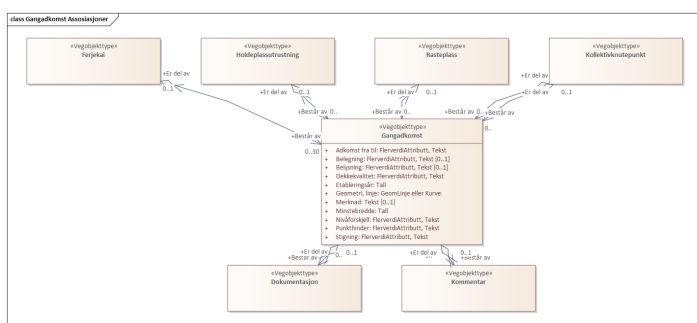 class Gangadkomst Assosiasjoner
«Vegobjekttype»
Ferjekai
«Vegobjekttype»
Holdeplassutrustning
«Vegobjekttype»
Rasteplass
«Vegobjekttype»
Kollektivknutepunkt
+Er del av
0..1
+Er del av
0..1
+Er del av
0..1
+Er del av
0..1
+Består av
0..30
+Består av 0..
+Består av 0..
+Består av
0..
«Vegobjekttype»
Gangadkomst
+ Adkomst fra til: FlerverdiAttributt, Tekst
+ Belegning: FlerverdiAttributt, Tekst [0..1]
+ Belysning: FlerverdiAttributt, Tekst [0..1]
+ Dekkekvalitet: FlerverdiAttributt, Tekst
+ Etableringsår: Tall
+ Geometri, linje: GeomLinje eller Kurve
+ Merknad: Tekst [0..1]
+ Minstebredde: Tall
+ Nivåforskjell: FlerverdiAttributt, Tekst
+ Punkthinder: FlerverdiAttributt, Tekst
+ Stigning: FlerverdiAttributt, Tekst
+Er del av
0..1
+Består av
0..
+Er del av
0..1
+Består av
«Vegobjekttype»
Dokumentasjon
«Vegobjekttype»
Kommentar